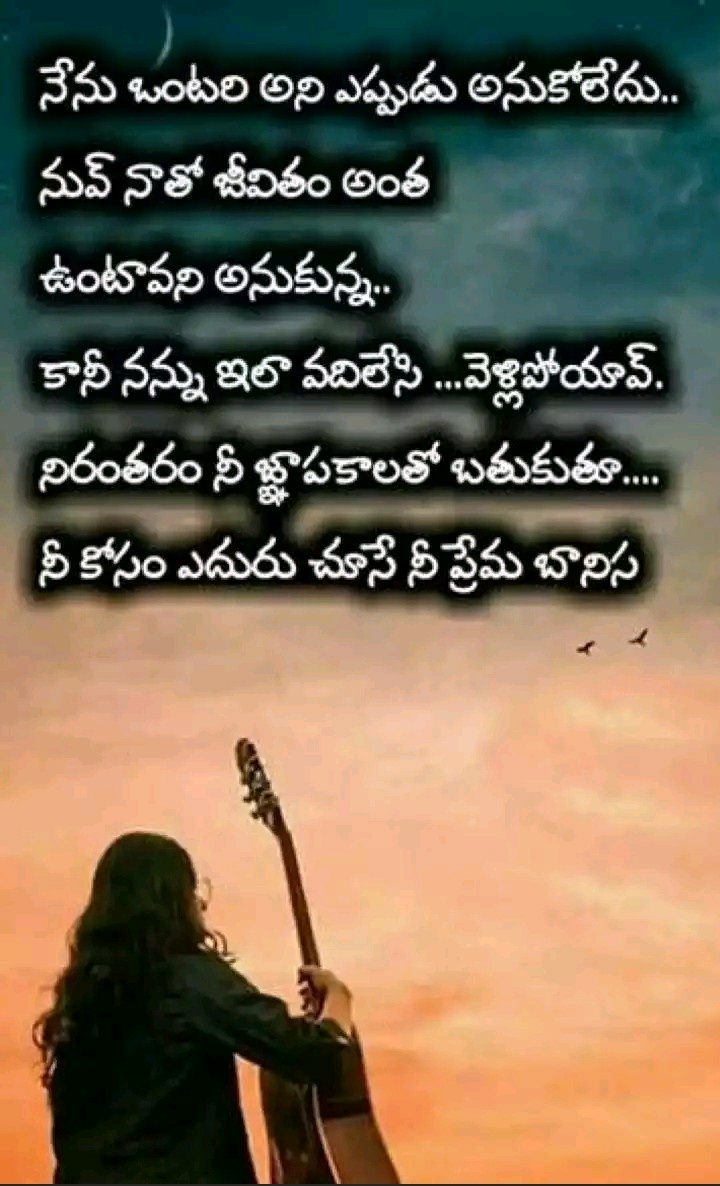 నేను ఒంటరి అని ఎప్పుడు అనుకోలేదు..
నువ్ నాతో జీవితం అంత
ఉంటావని అనుకున్న..
కానీ నన్ను ఇలా వదిలేసి ...వెళ్లిపోయావ్.
నిరంతరం నీ జ్ఞాపకాలతో బతుకుతూ....
నీ కోసం ఎదురు చూసే నీ ప్రేమ బానిస